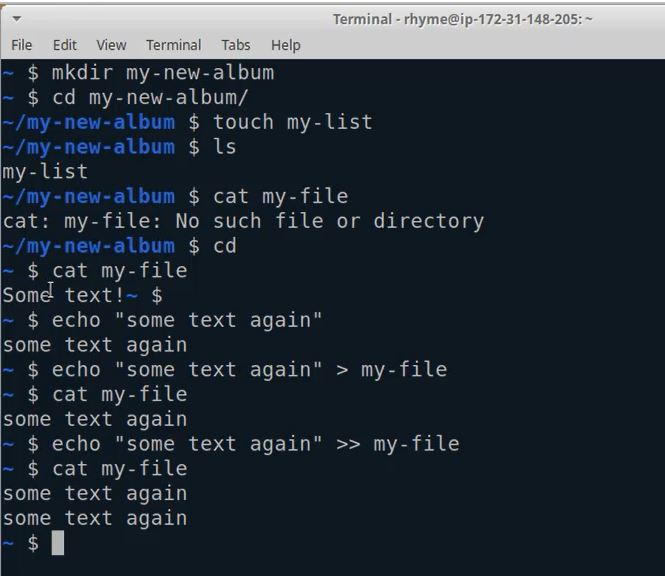 Terminal - rhyme@ip-172-31-148-205: ~
File Edit View Terminal Tabs Help
~ $ mkdir my-new-album
~ $ cd my-new-album/
~/my-new-album $ touch my-list
~/my-new-album $ ls
my-list
~/my-new-album $ cat my-file
cat: my-file: No such file or directory
~/my-new-album $ cd
~ $ cat my-file
Some text!~ $
~ $ echo "some text again"
some text again
~ $ echo "some text again" > my-file
~ $ cat my-file
some text again
~ $ echo "some text again" >> my-file
~ $ cat my-file
some text again
some text again
~ $